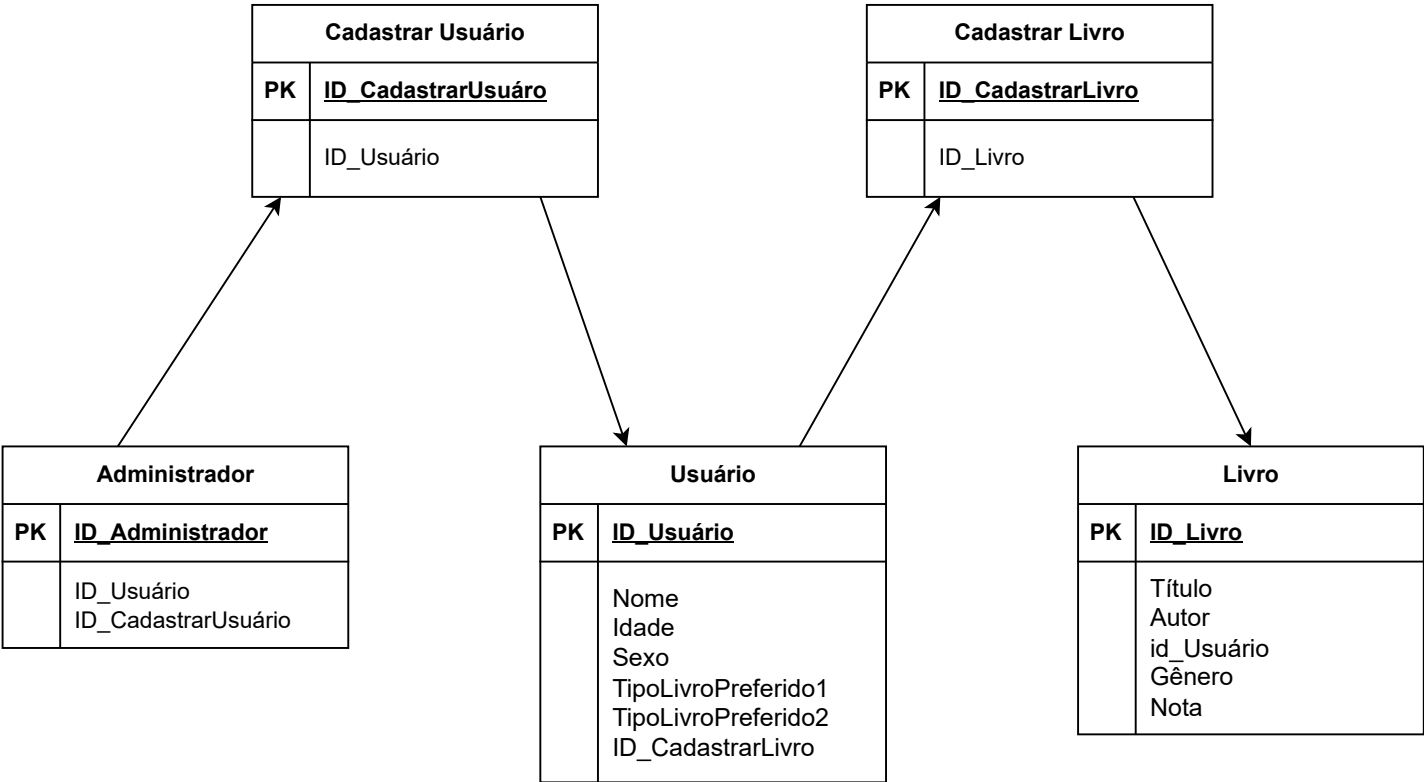 Cadastrar Usuário
PK ID_CadastrarUsuáro
ID_Usuário
Cadastrar Livro
PK ID_CadastrarLivro
ID_Livro
Administrador
PK ID_Administrador
ID_Usuário
ID_CadastrarUsuário
Usuário
PK ID_Usuário
Nome
Idade
Sexo
TipoLivroPreferido1
TipoLivroPreferido2
ID_CadastrarLivro
Livro
PK ID_Livro
Título
Autor
id_Usuário
Gênero
Nota